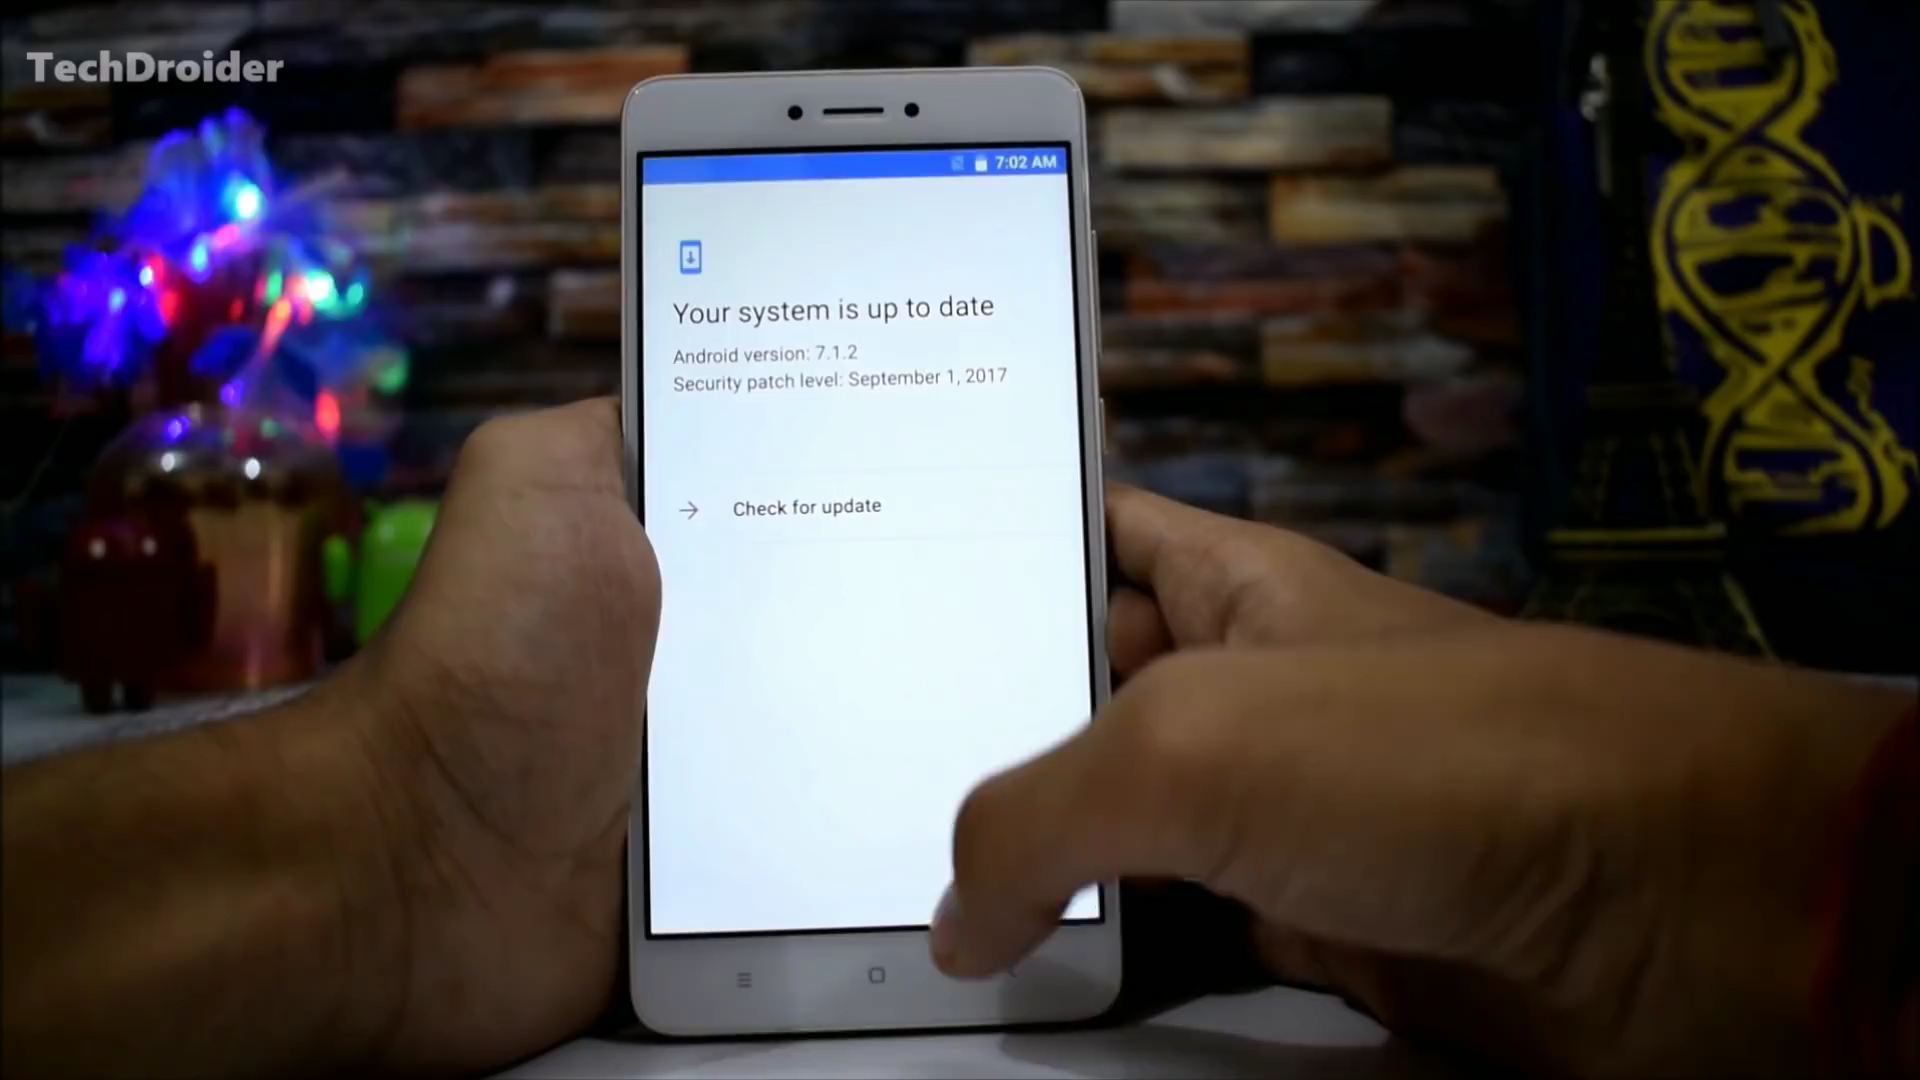 TechDroider
7:02 AM
Your system is up to date
Android version: 7.1.2
Security patch level: September 1, 2017
Check for update